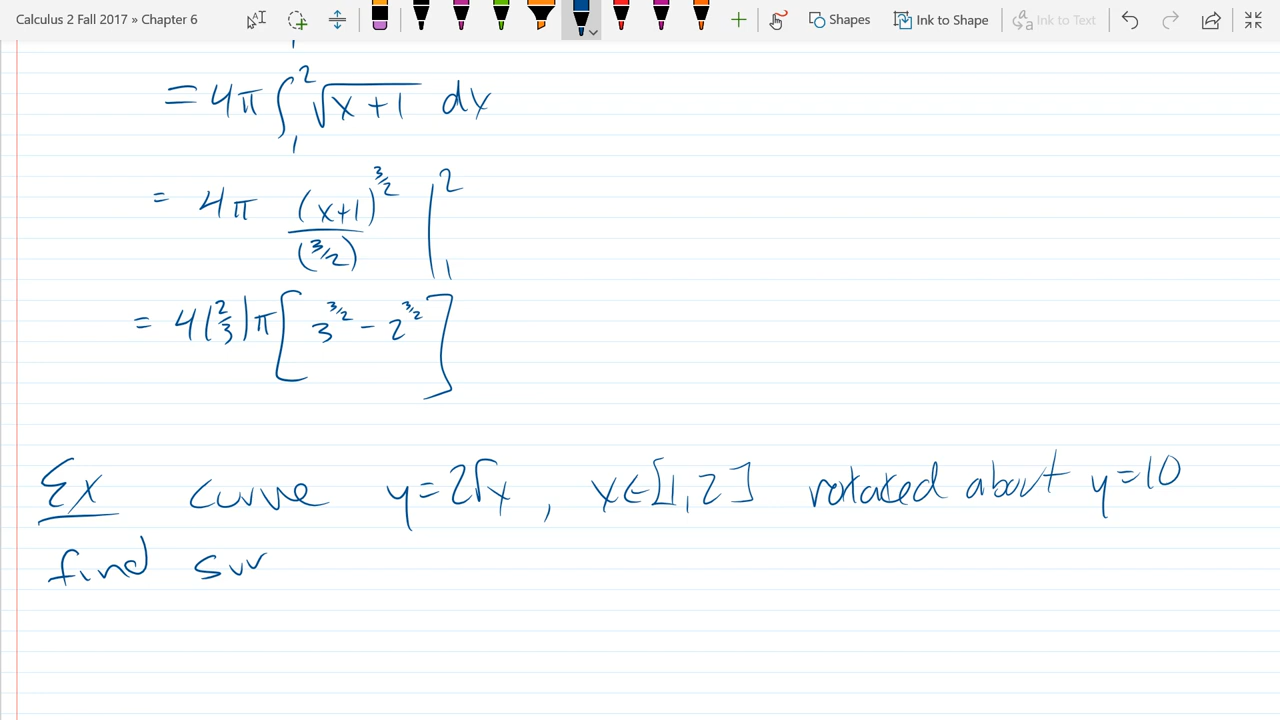 Calculus 2 Fall 2017 » Chapter 6
Shapes
Ink to Shape
Ink to Text
= 4π ∫₁² √(x+1) dx
= 4π (x+1)^(3/2) / (3/2) |₁²
= 4(2/3)π [3^(3/2) - 2^(3/2)]
Ex curve y=2√x, x∈[1,2] rotated about y=10
find sur